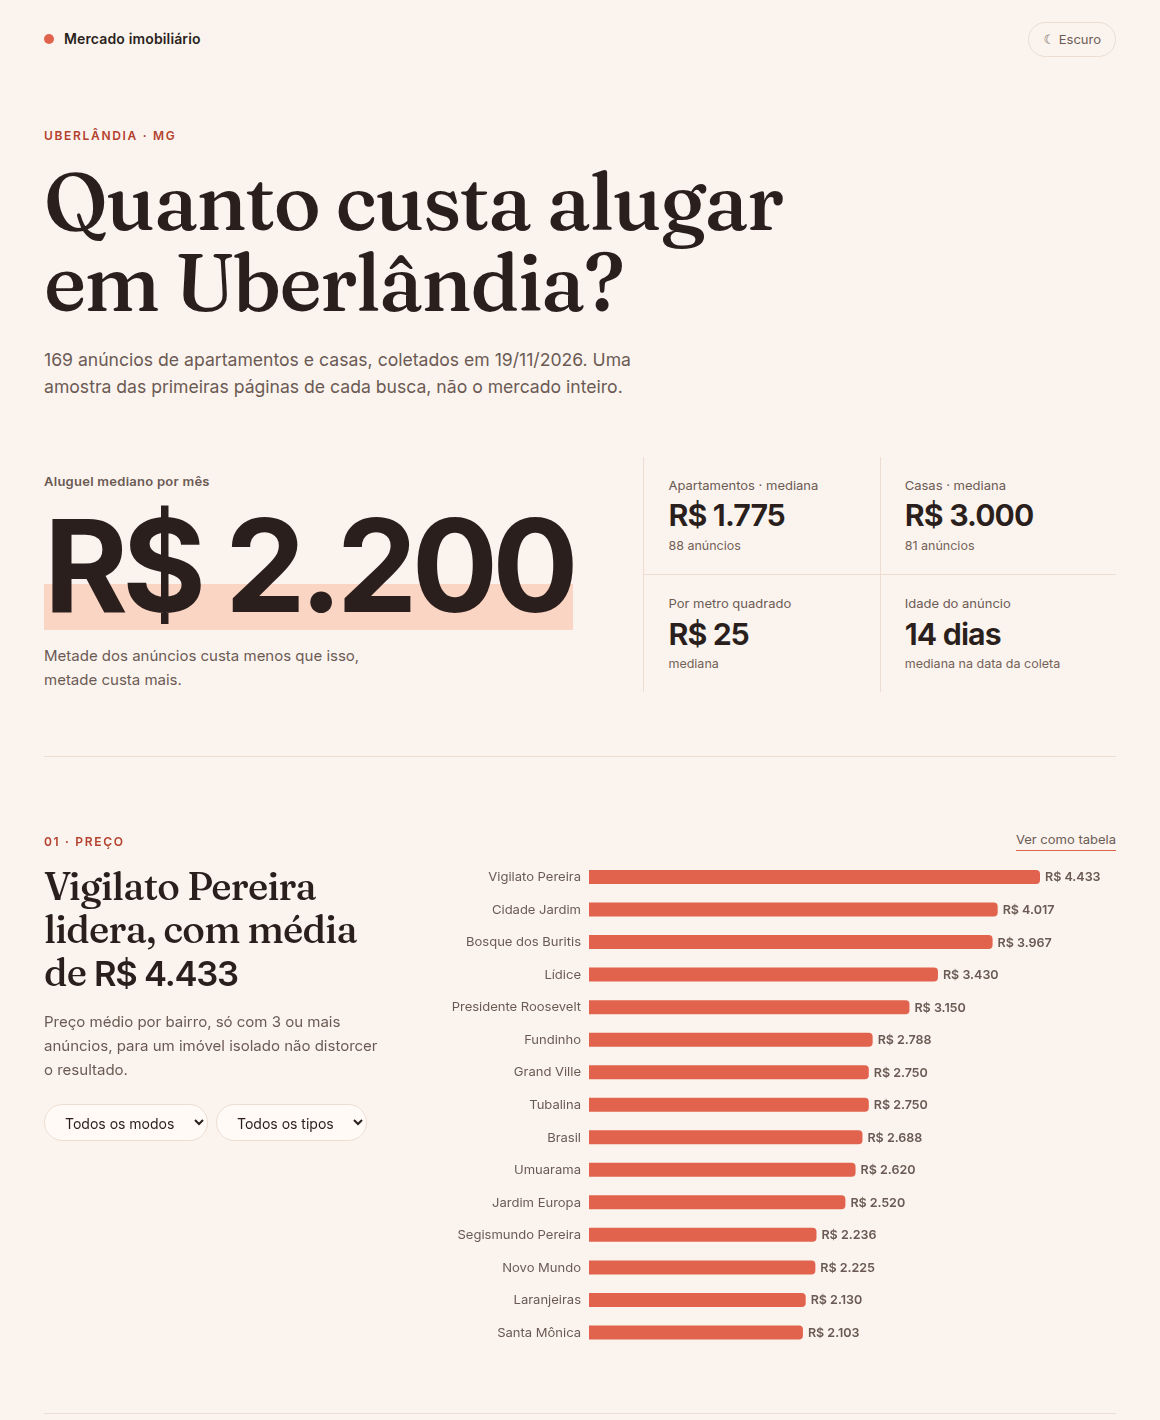 Mercado imobiliário
☾ Escuro
UBERLÂNDIA · MG
Quanto custa alugar
em Uberlândia?
169 anúncios de apartamentos e casas, coletados em 19/11/2026. Uma
amostra das primeiras páginas de cada busca, não o mercado inteiro.
Aluguel mediano por mês
R$ 2.200
Metade dos anúncios custa menos que isso,
metade custa mais.
Apartamentos · mediana
R$ 1.775
88 anúncios
Casas · mediana
R$ 3.000
81 anúncios
Por metro quadrado
R$ 25
mediana
Idade do anúncio
14 dias
mediana na data da coleta
01 · PREÇO
Vigilato Pereira
lidera, com média
de R$ 4.433
Preço médio por bairro, só com 3 ou mais
anúncios, para um imóvel isolado não distorcer
o resultado.
Todos os modos
Todos os tipos
Ver como tabela
Vigilato Pereira R$ 4.433
Cidade Jardim R$ 4.017
Bosque dos Buritis R$ 3.967
Lídice R$ 3.430
Presidente Roosevelt R$ 3.150
Fundinho R$ 2.788
Grand Ville R$ 2.750
Tubalina R$ 2.750
Brasil R$ 2.688
Umuarama R$ 2.620
Jardim Europa R$ 2.520
Segismundo Pereira R$ 2.236
Novo Mundo R$ 2.225
Laranjeiras R$ 2.130
Santa Mônica R$ 2.103